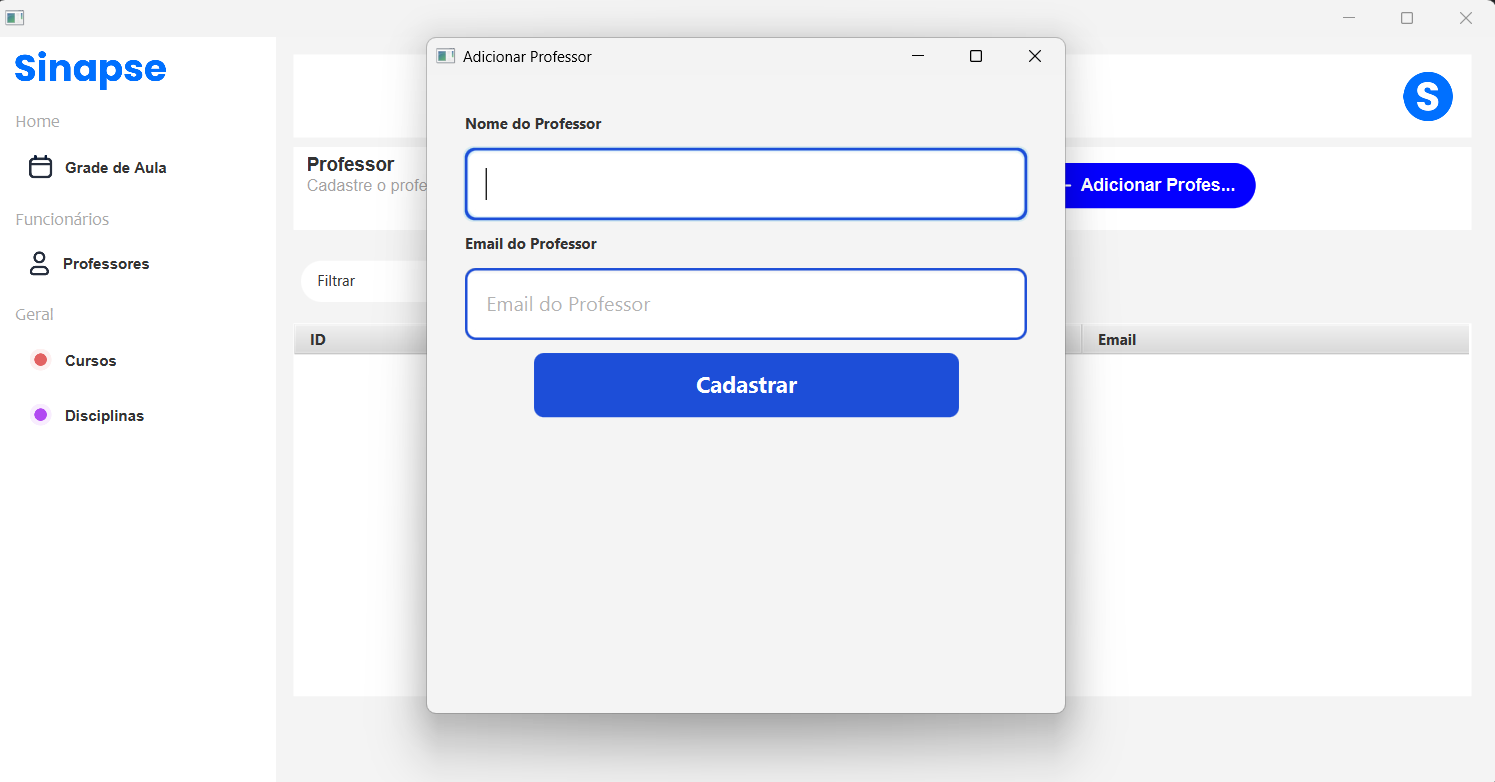 Sinapse
Home
Grade de Aula
Funcionários
Professores
Geral
Cursos
Disciplinas
S
Professor
Cadastre o profe
Adicionar Profes...
Filtrar
ID
Email
Adicionar Professor
Nome do Professor
Email do Professor
Email do Professor
Cadastrar